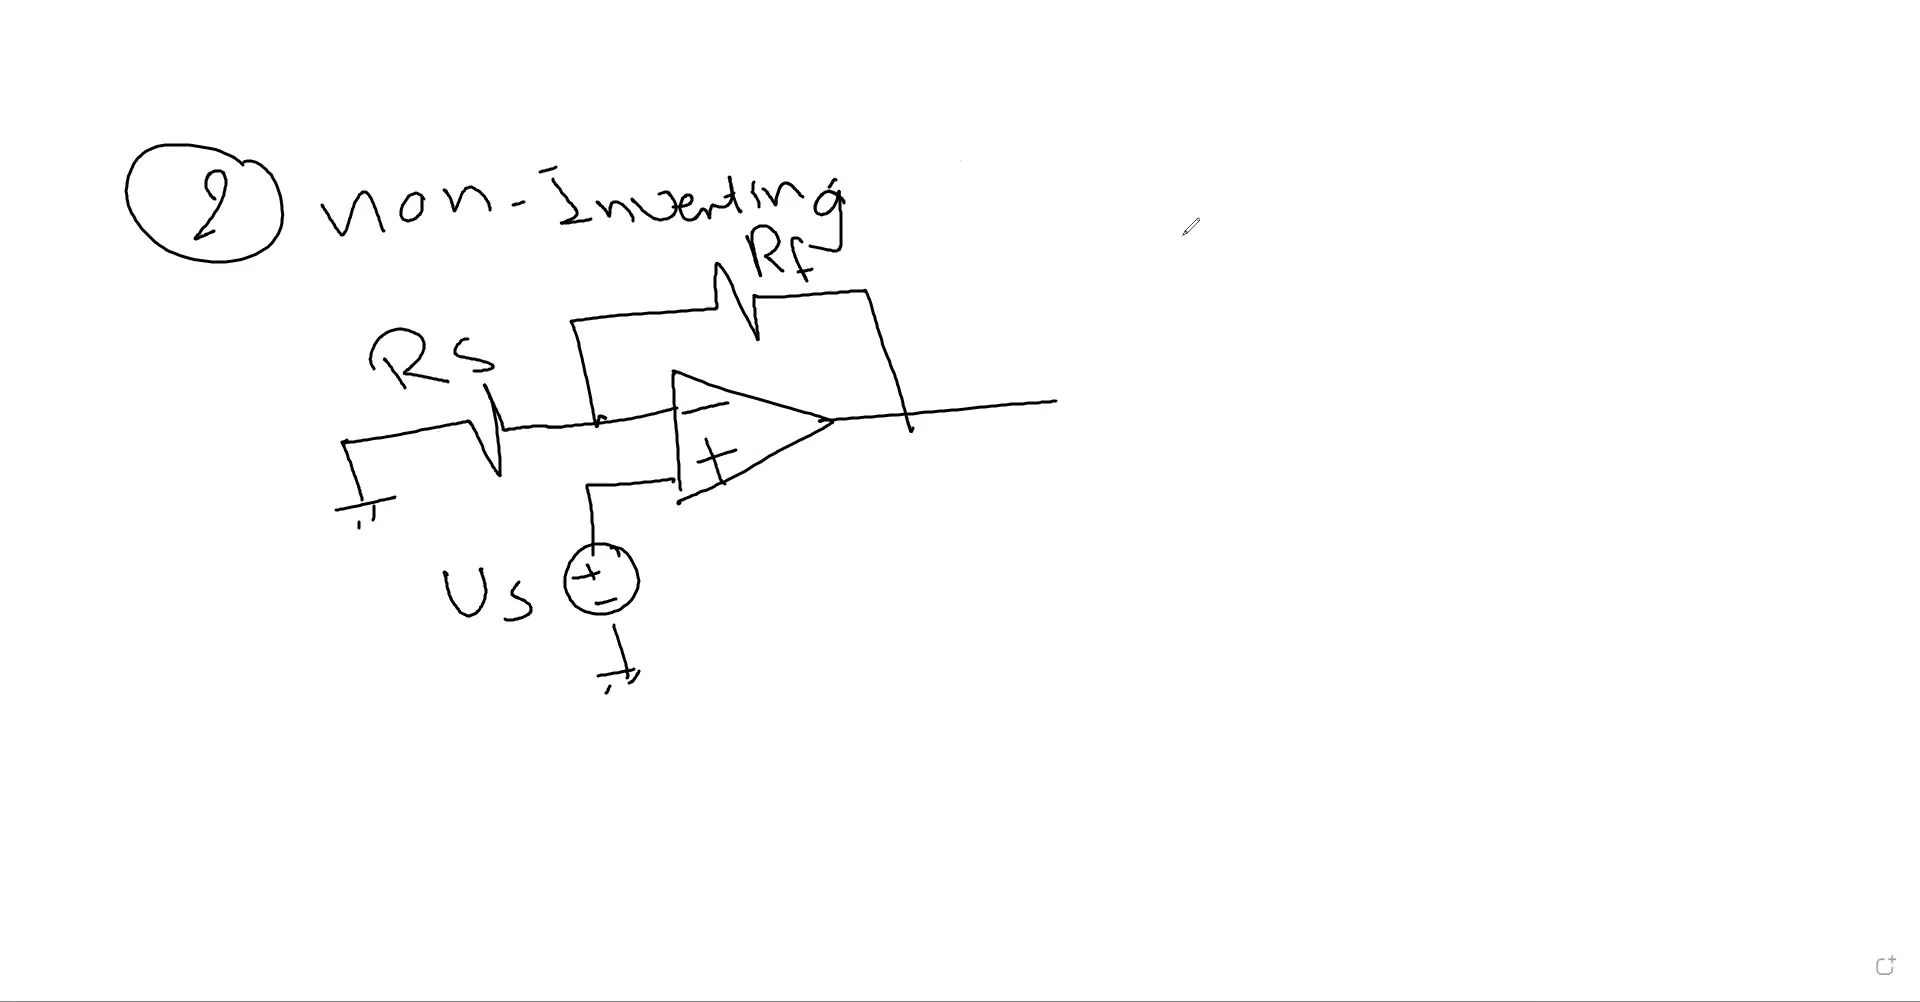 2 non-Inverting
Rf
Rs
-
+
Us
+
-